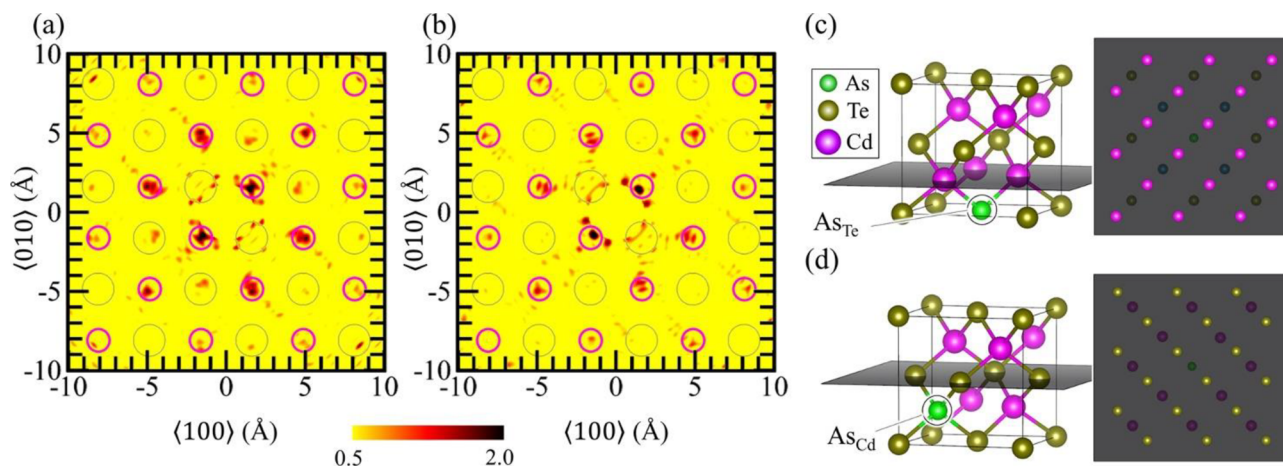 (a)
10
5
0
-5
-10
-10 -5 0 5 10
⟨010⟩ (Å)
⟨100⟩ (Å)
(b)
10
5
0
-5
-10
-10 -5 0 5 10
⟨010⟩ (Å)
⟨100⟩ (Å)
0.5 2.0
(c)
As
Te
Cd
AsTe
(d)
AsCd